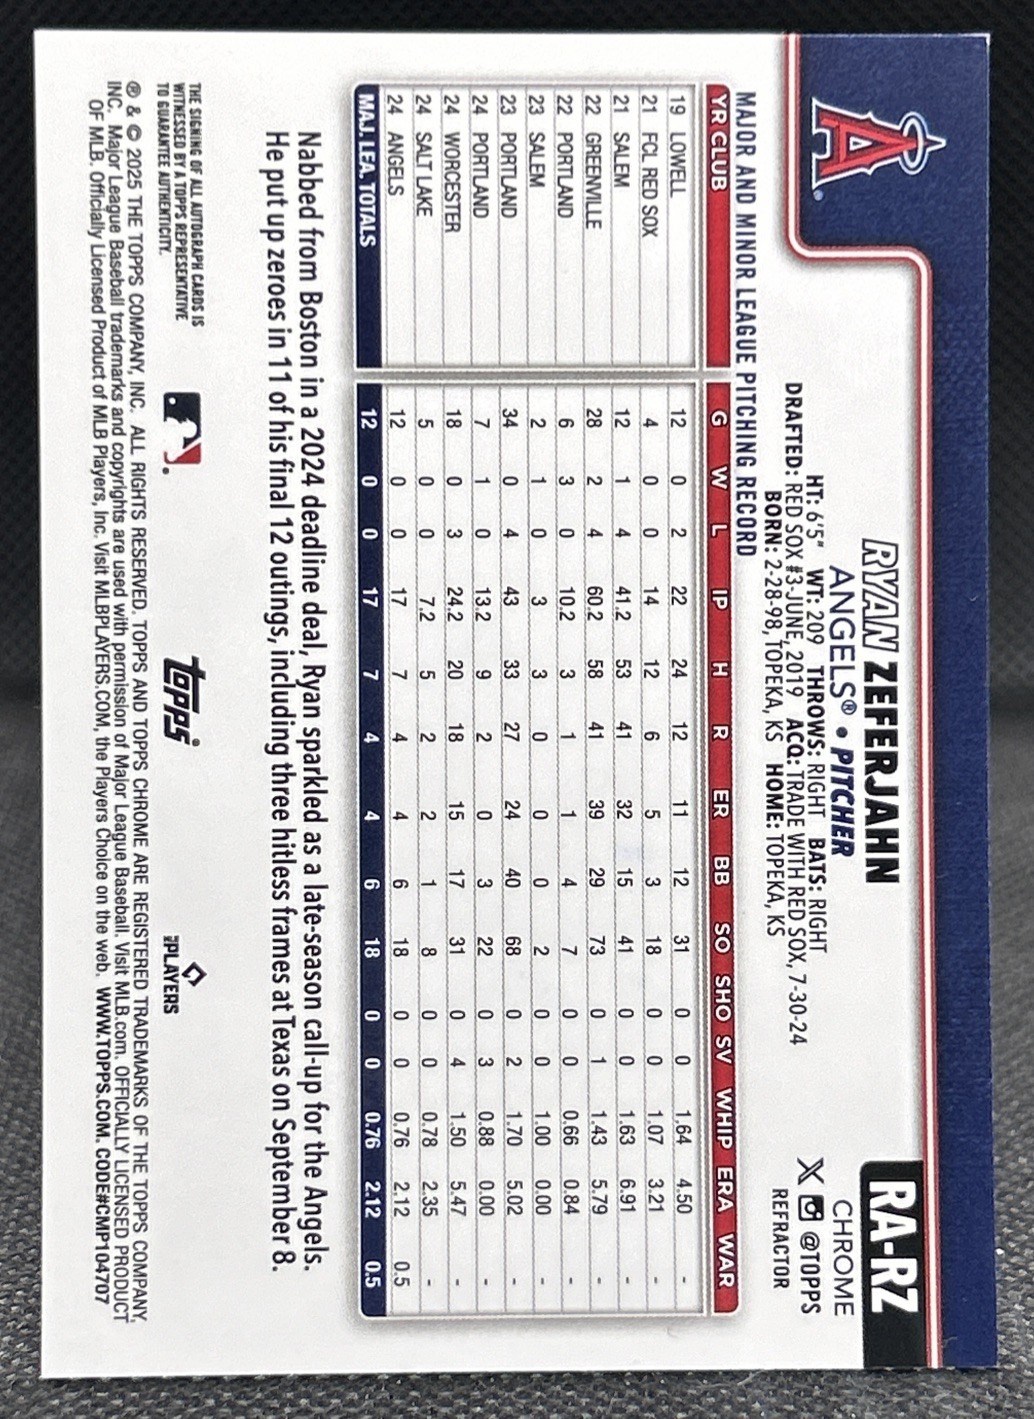 RA-RZ
RYAN ZEFERJAHN
CHROME
ANGELS® • PITCHER
X @TOPPS
HT: 6'5" WT: 209 THROWS: RIGHT BATS: RIGHT
REFRACTOR
DRAFTED: RED SOX #3-JUNE, 2019 ACQ: TRADE WITH RED SOX, 7-30-24
BORN: 2-28-98, TOPEKA, KS HOME: TOPEKA, KS
A®
MAJOR AND MINOR LEAGUE PITCHING RECORD
YR CLUB G W L IP H R ER BB SO SHO SV WHIP ERA WAR
19 LOWELL 12 0 2 22 24 12 11 12 31 0 0 1.64 4.50 -
21 FCL RED SOX 4 0 0 14 12 6 5 3 18 0 0 1.07 3.21 -
21 SALEM 12 1 4 41.2 53 41 32 15 41 0 0 1.63 6.91 -
22 GREENVILLE 28 2 4 60.2 58 41 39 29 73 0 1 1.43 5.79 -
22 PORTLAND 6 3 0 10.2 3 1 1 4 7 0 0 0.66 0.84 -
23 SALEM 2 1 0 3 3 0 0 0 2 0 0 1.00 0.00 -
23 PORTLAND 34 0 4 43 33 27 24 40 68 0 2 1.70 5.02 -
24 PORTLAND 7 1 0 13.2 9 2 0 3 22 0 3 0.88 0.00 -
24 WORCESTER 18 0 3 24.2 20 18 15 17 31 0 4 1.50 5.47 -
24 SALT LAKE 5 0 0 7.2 5 2 2 1 8 0 0 0.78 2.35 -
24 ANGELS 12 0 0 17 7 4 4 6 18 0 0 0.76 2.12 0.5
MAJ. LEA. TOTALS 12 0 0 17 7 4 4 6 18 0 0 0.76 2.12 0.5
Nabbed from Boston in a 2024 deadline deal, Ryan sparkled as a late-season call-up for the Angels.
He put up zeroes in 11 of his final 12 outings, including three hitless frames at Texas on September 8.
THE SIGNING OF ALL AUTOGRAPH CARDS IS
WITNESSED BY A TOPPS REPRESENTATIVE
TO GUARANTEE AUTHENTICITY.
topps®
MLB PLAYERS
® & © 2025 THE TOPPS COMPANY, INC. ALL RIGHTS RESERVED. TOPPS AND TOPPS CHROME ARE REGISTERED TRADEMARKS OF THE TOPPS COMPANY,
INC. Major League Baseball trademarks and copyrights are used with permission of Major League Baseball. Visit MLB.com. OFFICIALLY LICENSED PRODUCT
OF MLB. Officially Licensed Product of MLB Players, Inc. Visit MLBPLAYERS.COM, the Players Choice on the web. WWW.TOPPS.COM. CODE#CMP104707